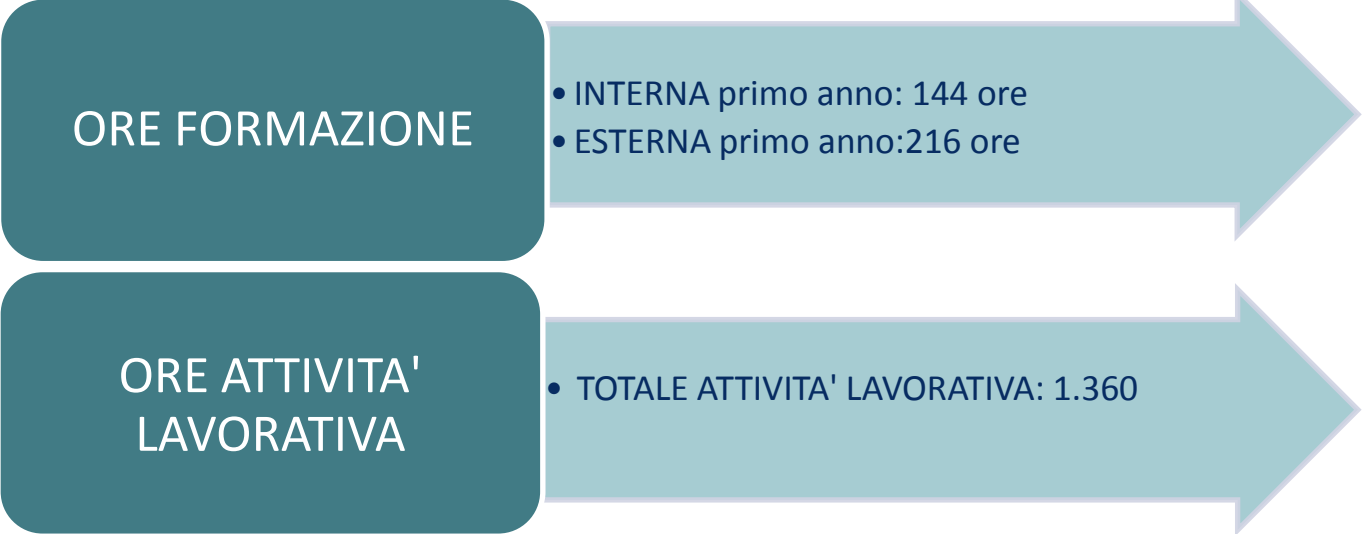 ORE FORMAZIONE
• INTERNA primo anno: 144 ore
• ESTERNA primo anno:216 ore
ORE ATTIVITA'
LAVORATIVA
• TOTALE ATTIVITA' LAVORATIVA: 1.360